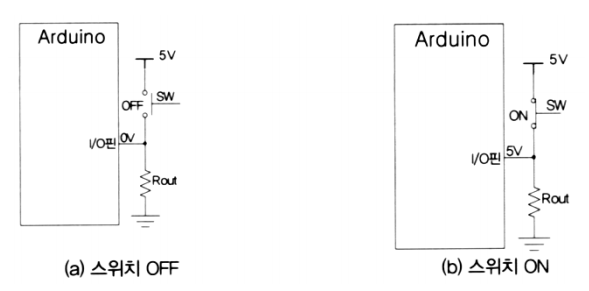 Arduino
5V
OFF
SW
I/O핀
0V
Rout
(a) 스위치 OFF
Arduino
5V
ON
SW
I/O핀
5V
Rout
(b) 스위치 ON